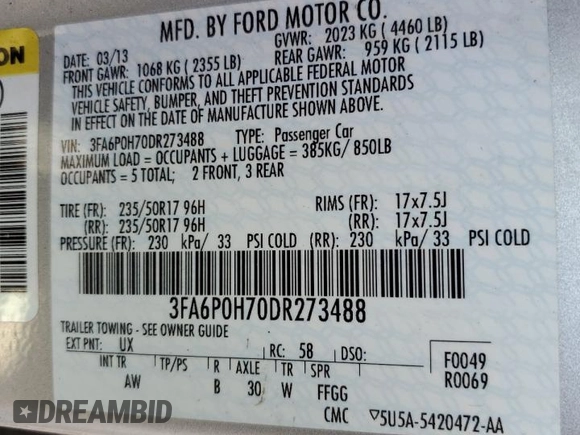 ON
MFD. BY FORD MOTOR CO.
DATE: 03/13 GVWR: 2023 KG (4460 LB)
FRONT GAWR: 1068 KG (2355 LB) REAR GAWR: 959 KG (2115 LB)
THIS VEHICLE CONFORMS TO ALL APPLICABLE FEDERAL MOTOR
VEHICLE SAFETY, BUMPER, AND THEFT PREVENTION STANDARDS
IN EFFECT ON THE DATE OF MANUFACTURE SHOWN ABOVE.
VIN: 3FA6P0H70DR273488 TYPE: Passenger Car
MAXIMUM LOAD = OCCUPANTS + LUGGAGE = 385KG/ 850LB
OCCUPANTS = 5 TOTAL; 2 FRONT, 3 REAR
TIRE (FR): 235/50R17 96H RIMS (FR): 17x7.5J
(RR): 235/50R17 96H (RR): 17x7.5J
PRESSURE (FR): 230 kPa/ 33 PSI COLD (RR): 230 kPa/ 33 PSI COLD
3FA6P0H70DR273488
TRAILER TOWING - SEE OWNER GUIDE
EXT PNT: UX RC: 58 DSO: F0049
INT TR TP/PS R AXLE TR SPR R0069
AW B 30 W FFGG
CMC ▽5U5A-5420472-AA
DREAMBID